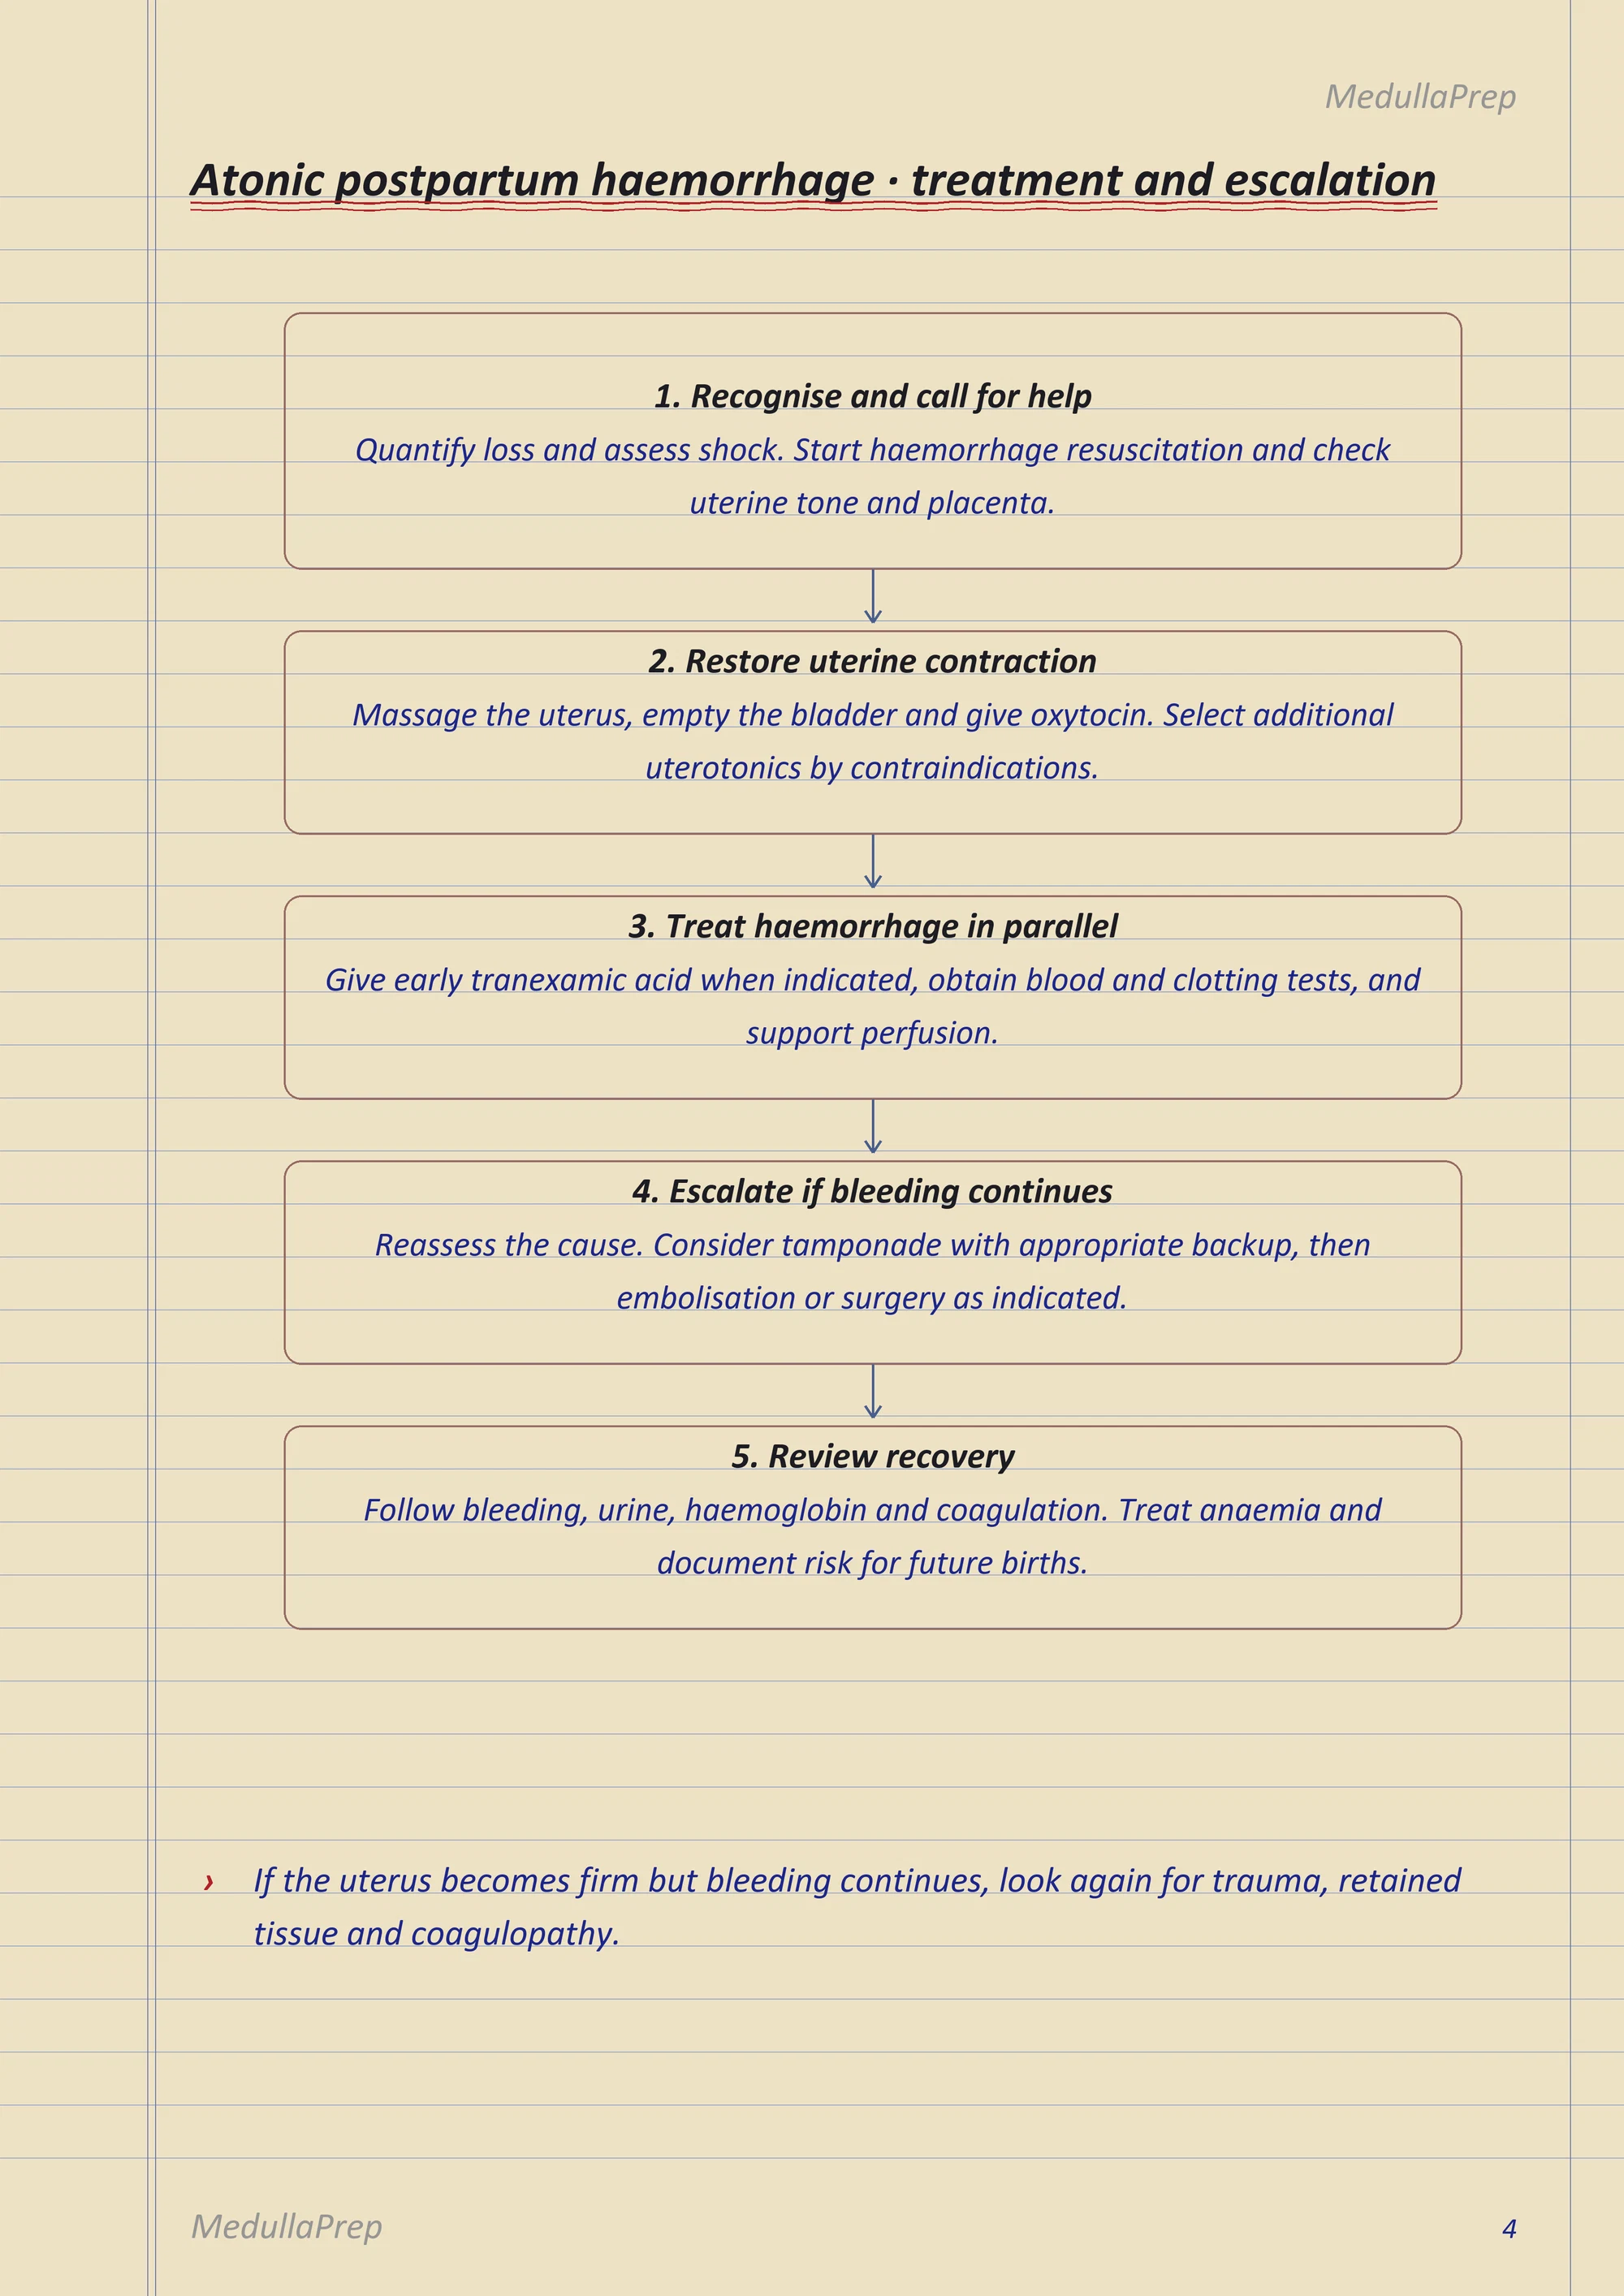 MedullaPrep
Atonic postpartum haemorrhage · treatment and escalation
1. Recognise and call for help
Quantify loss and assess shock. Start haemorrhage resuscitation and check
uterine tone and placenta.
2. Restore uterine contraction
Massage the uterus, empty the bladder and give oxytocin. Select additional
uterotonics by contraindications.
3. Treat haemorrhage in parallel
Give early tranexamic acid when indicated, obtain blood and clotting tests, and
support perfusion.
4. Escalate if bleeding continues
Reassess the cause. Consider tamponade with appropriate backup, then
embolisation or surgery as indicated.
5. Review recovery
Follow bleeding, urine, haemoglobin and coagulation. Treat anaemia and
document risk for future births.
› If the uterus becomes firm but bleeding continues, look again for trauma, retained
tissue and coagulopathy.
MedullaPrep
4